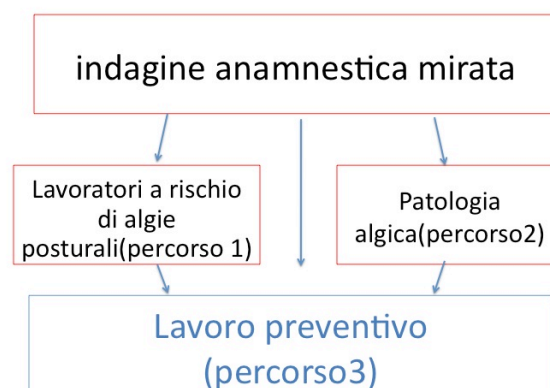 indagine anamnestica mirata
Lavoratori a rischio
di algie
posturali(percorso 1)
Patologia
algica(percorso2)
Lavoro preventivo
(percorso3)